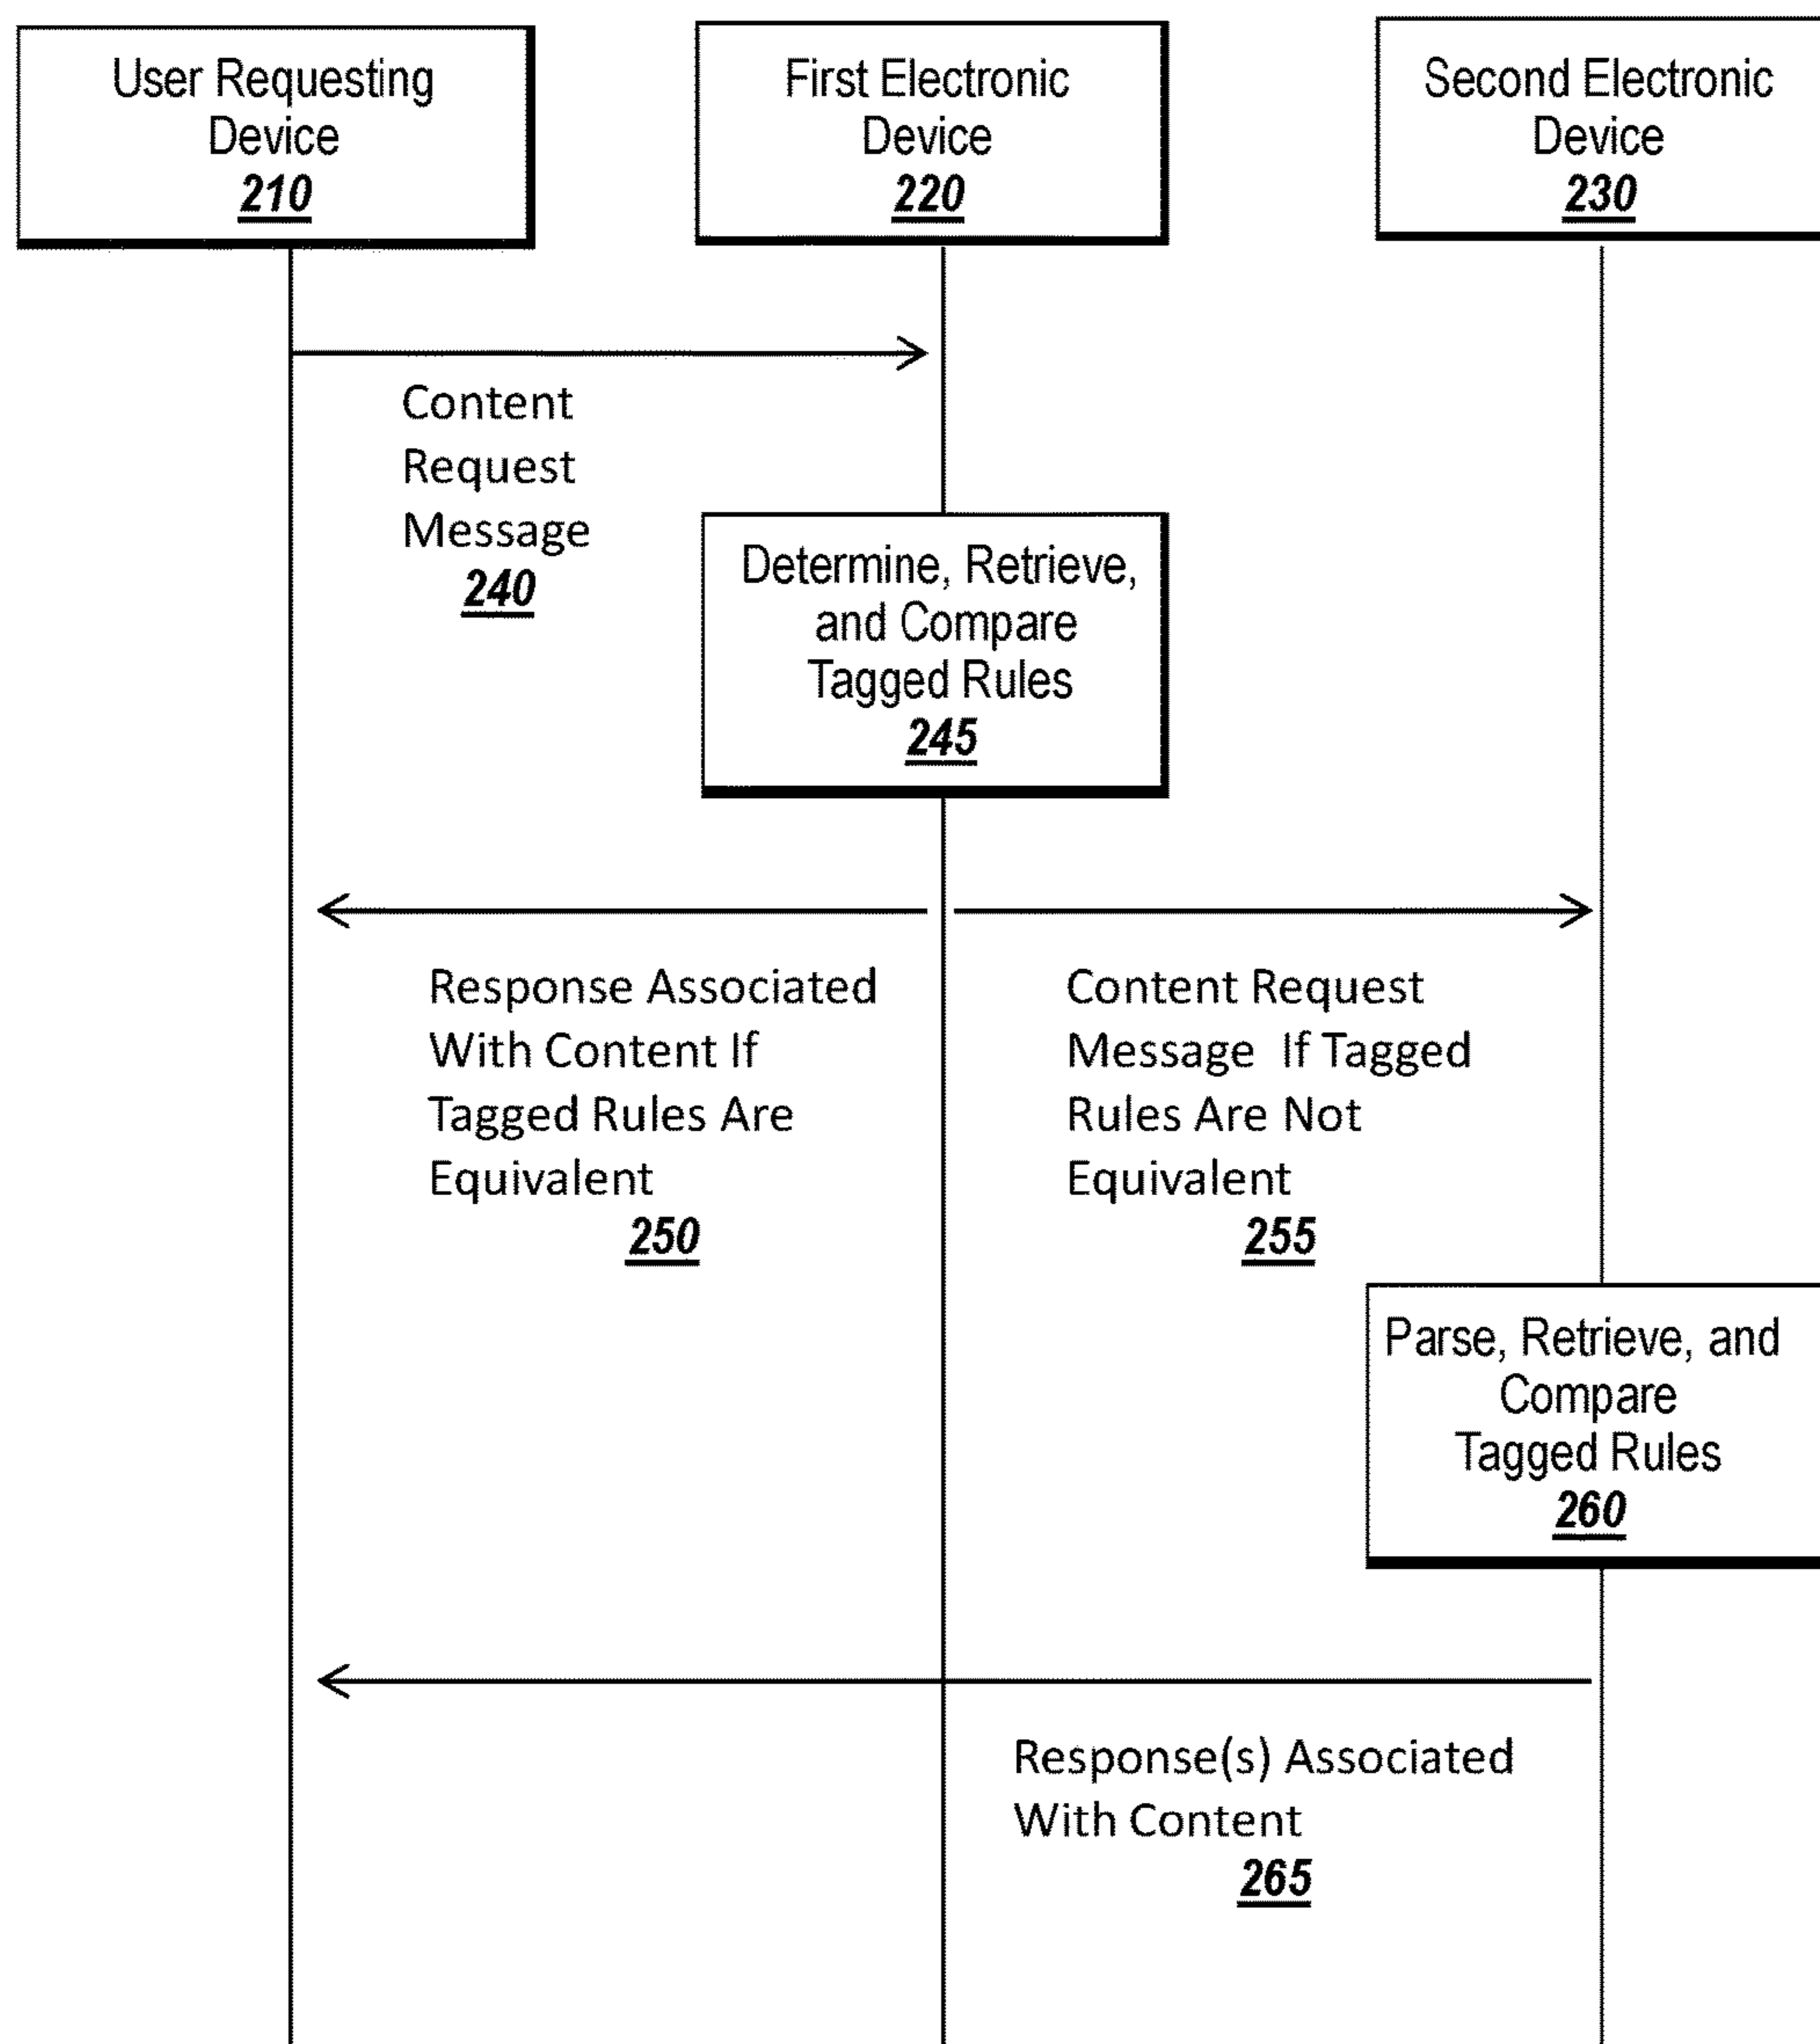 User Requesting
Device
210
First Electronic
Device
220
Second Electronic
Device
230
Content
Request
Message
240
Determine, Retrieve,
and Compare
Tagged Rules
245
Response Associated
With Content If
Tagged Rules Are
Equivalent
250
Content Request
Message If Tagged
Rules Are Not
Equivalent
255
Parse, Retrieve, and
Compare
Tagged Rules
260
Response(s) Associated
With Content
265